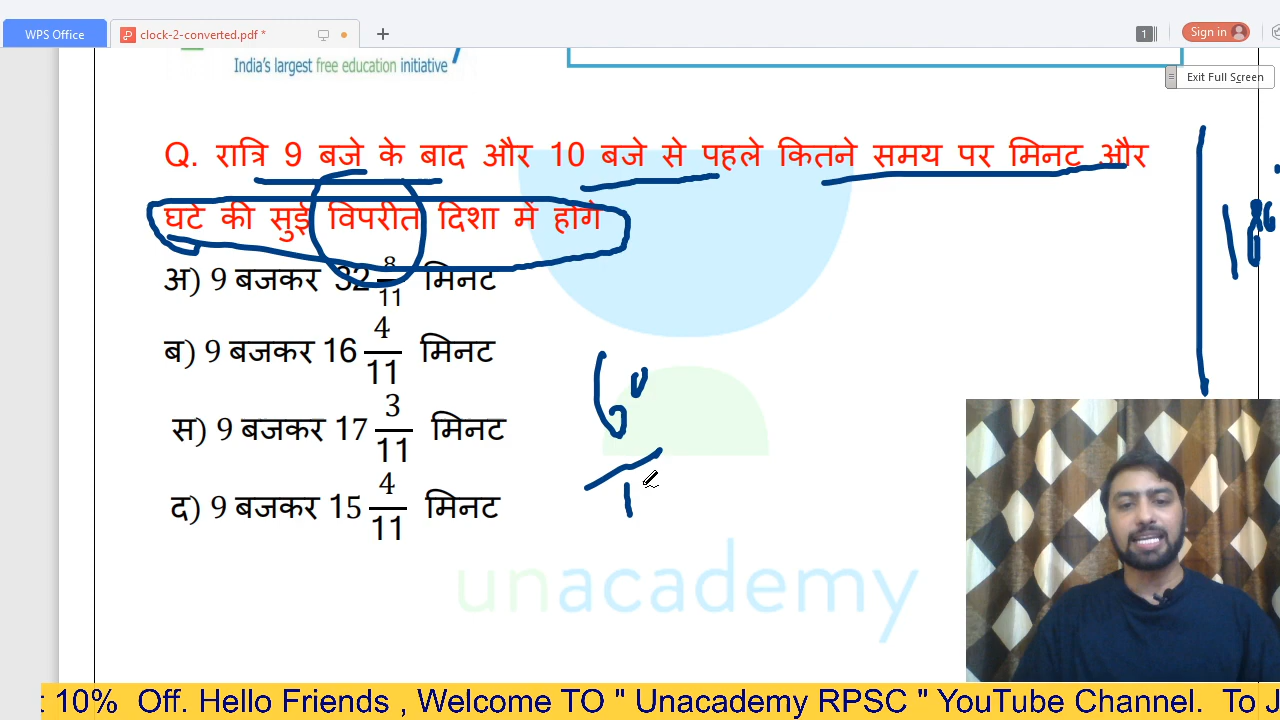 WPS Office
clock-2-converted.pdf *
1
Sign in
India's largest free education initiative
Exit Full Screen
Q. रात्रि 9 बजे के बाद और 10 बजे से पहले कितने समय पर मिनट और
घटे की सुई विपरीत दिशा में होगे
अ) 9 बजकर 32 8/11 मिनट
ब) 9 बजकर 16 4/11 मिनट
स) 9 बजकर 17 3/11 मिनट
द) 9 बजकर 15 4/11 मिनट
60
1
unacademy
10% Off. Hello Friends , Welcome TO " Unacademy RPSC " YouTube Channel. To J